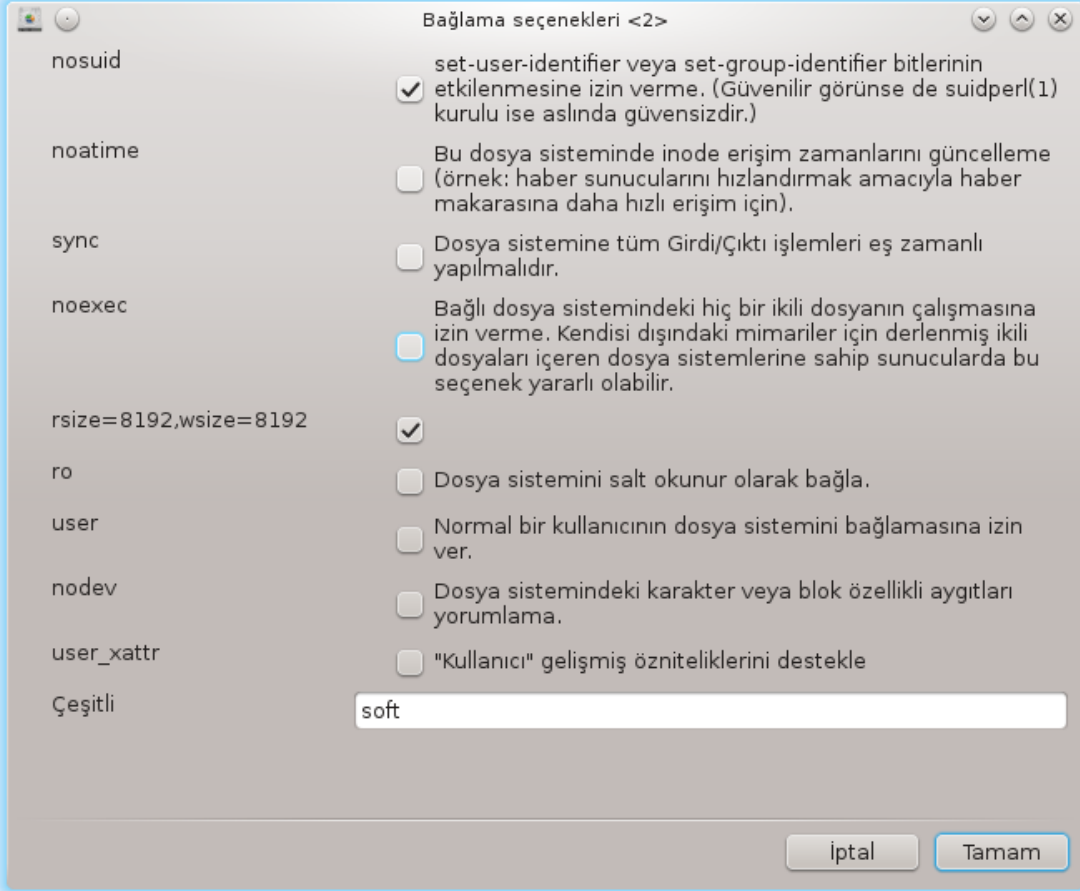 Bağlama seçenekleri <2>
nosuid
set-user-identifier veya set-group-identifier bitlerinin
etkilenmesine izin verme. (Güvenilir görünse de suidperl(1)
kurulu ise aslında güvensizdir.)
noatime
Bu dosya sisteminde inode erişim zamanlarını güncelleme
(örnek: haber sunucularını hızlandırmak amacıyla haber
makarasına daha hızlı erişim için).
sync
Dosya sistemine tüm Girdi/Çıktı işlemleri eş zamanlı
yapılmalıdır.
noexec
Bağlı dosya sistemindeki hiç bir ikili dosyanın çalışmasına
izin verme. Kendisi dışındaki mimariler için derlenmiş ikili
dosyaları içeren dosya sistemlerine sahip sunucularda bu
seçenek yararlı olabilir.
rsize=8192,wsize=8192
ro
Dosya sistemini salt okunur olarak bağla.
user
Normal bir kullanıcının dosya sistemini bağlamasına izin
ver.
nodev
Dosya sistemindeki karakter veya blok özellikli aygıtları
yorumlama.
user_xattr
"Kullanıcı" gelişmiş özniteliklerini destekle
Çeşitli
soft
İptal
Tamam